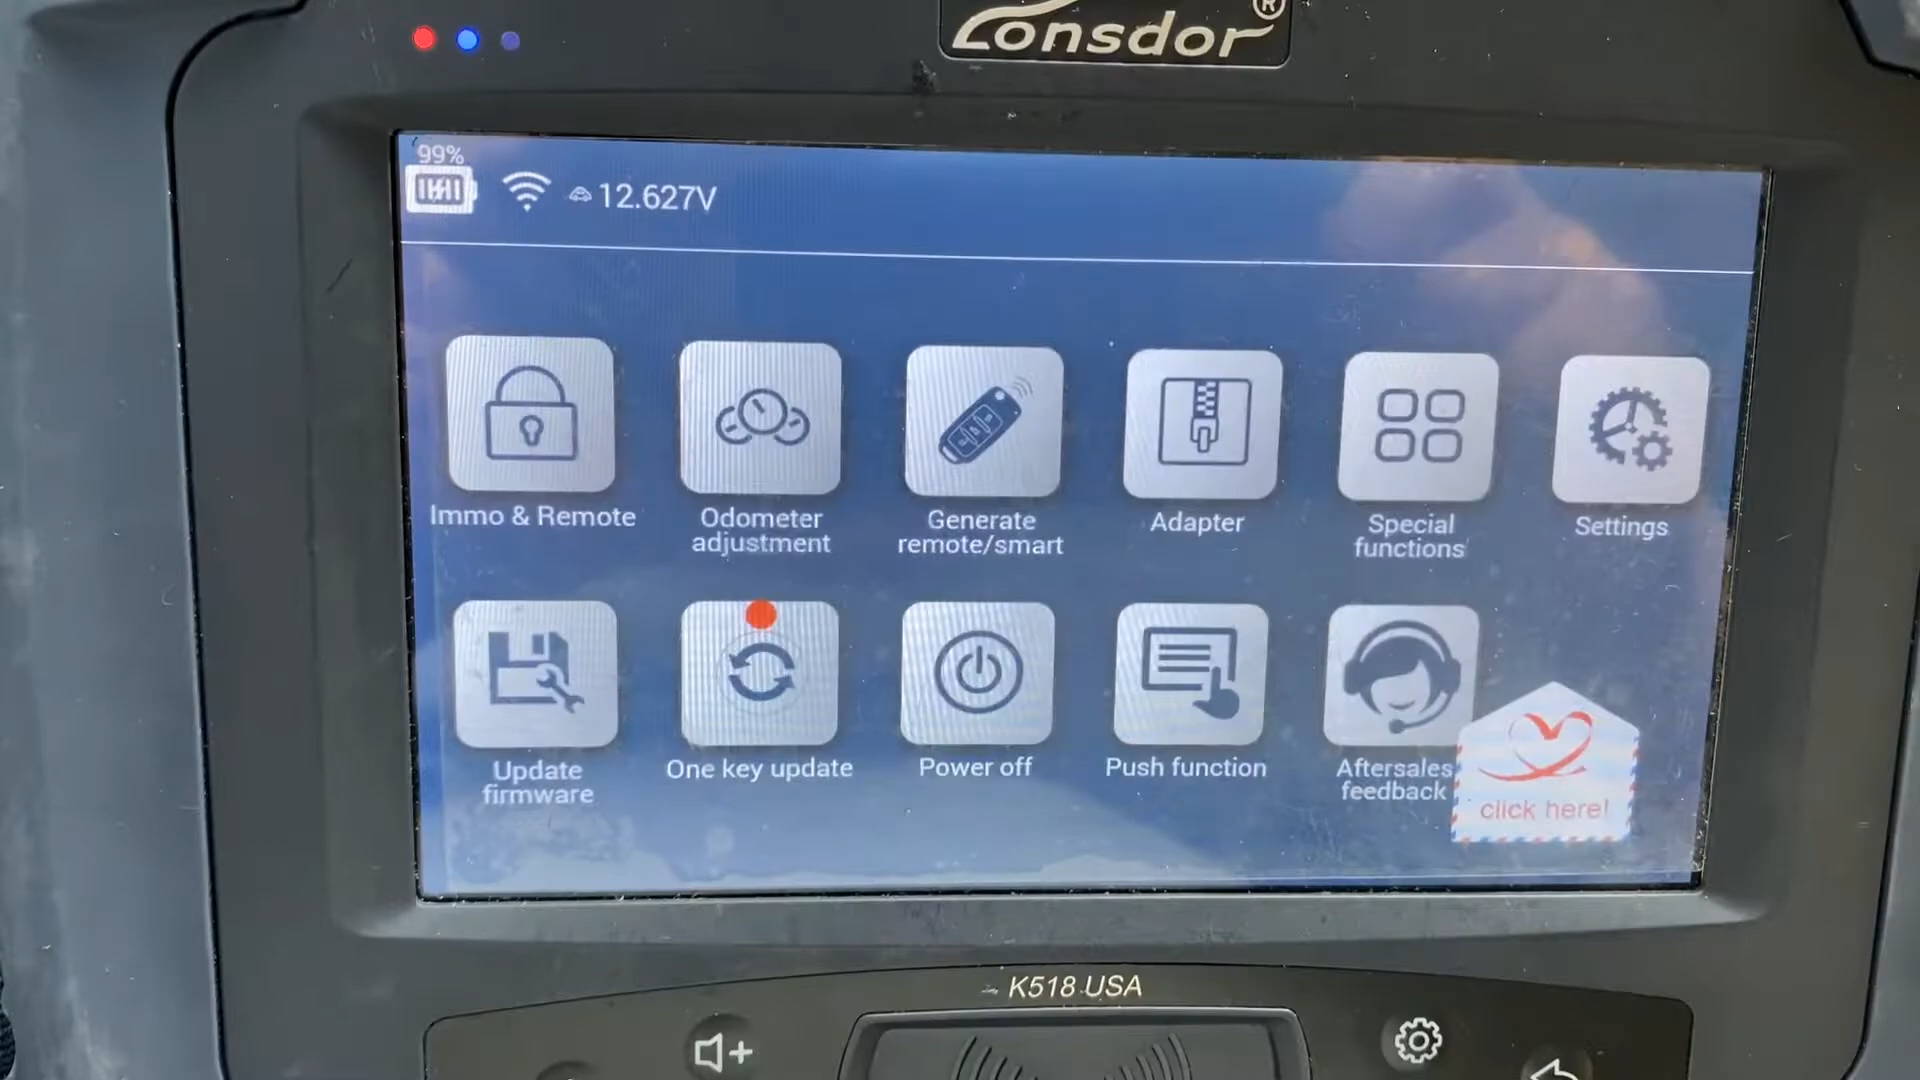 Lonsdor®
99%
12.627V
Immo & Remote
Odometer
adjustment
Generate
remote/smart
Adapter
Special
functions
Settings
Update
firmware
One key update
Power off
Push function
Aftersales
feedback
click here!
K518 USA